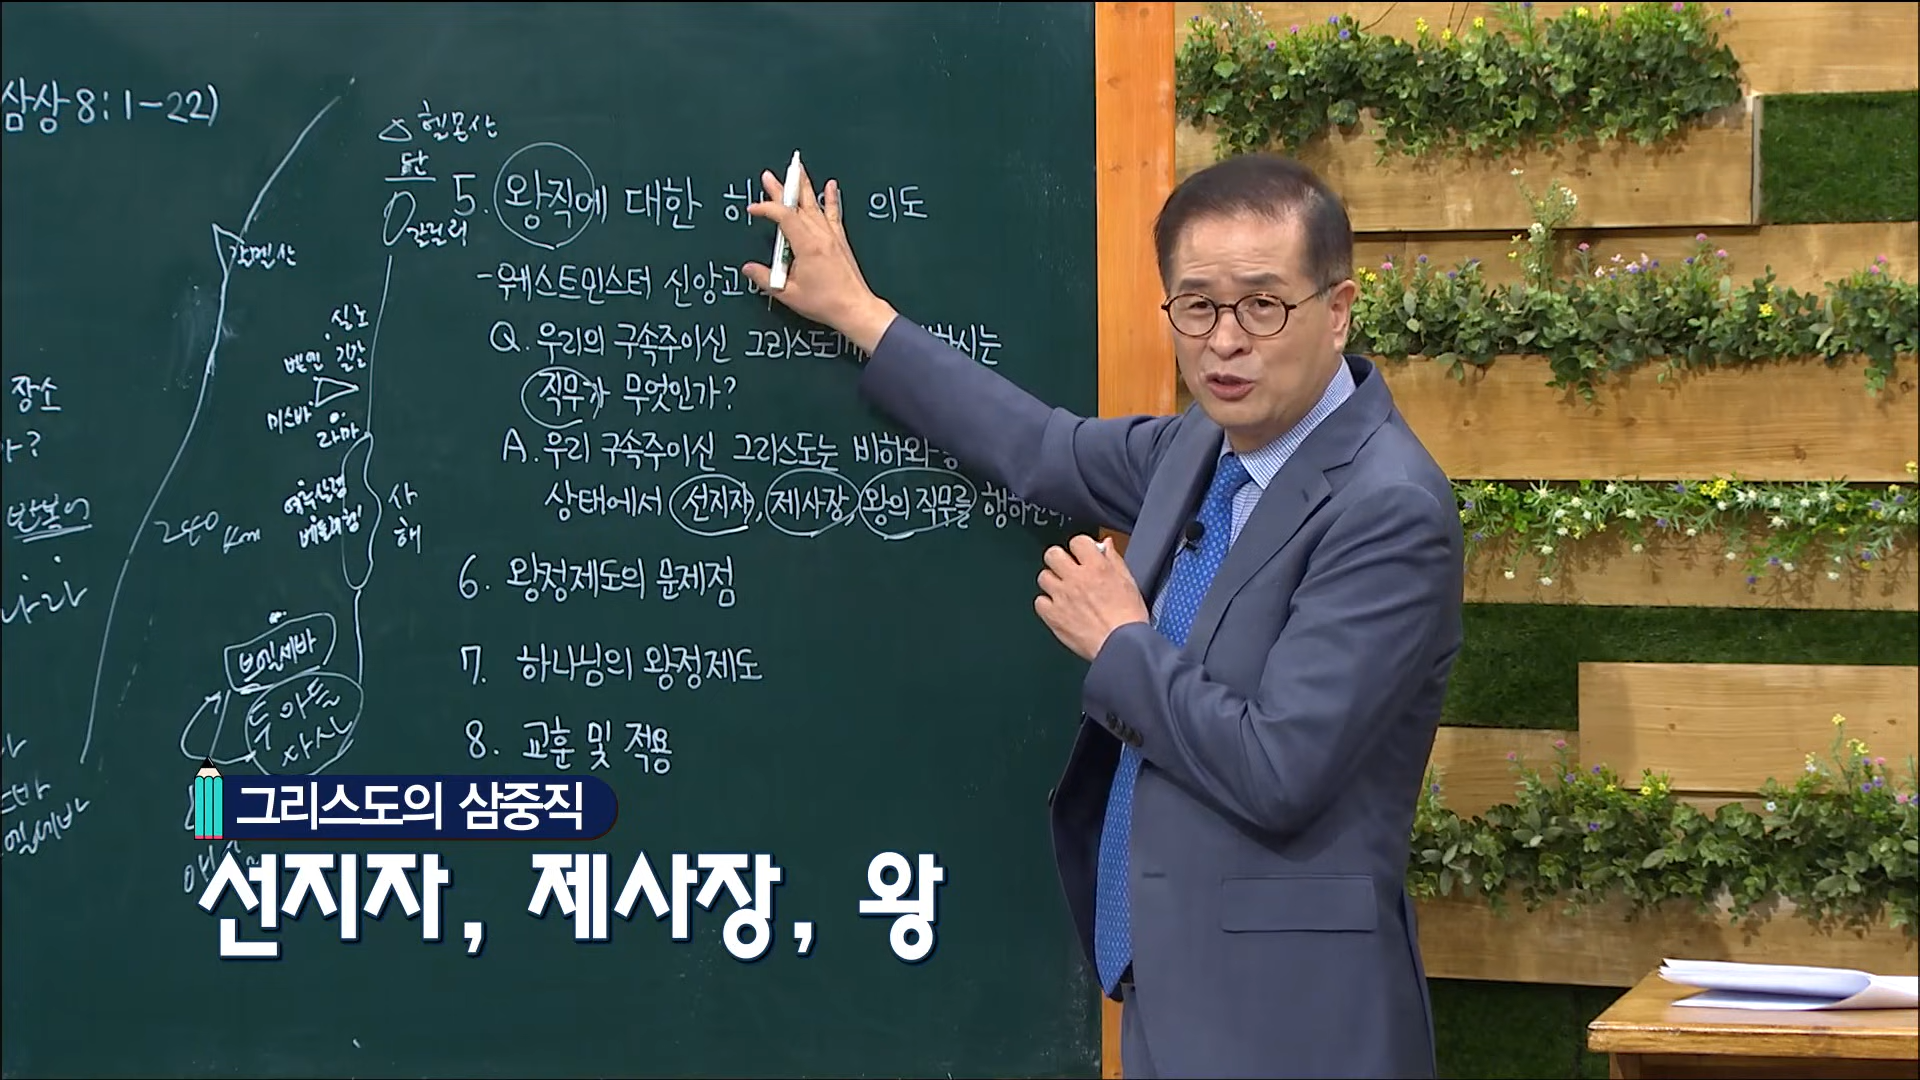 삼상 8:1-22)
헬몬산
단
갈릴리
갈멜산
실로
벧엘 길갈
미스바
라마
사해
240 km
브엘세바
두 아들
장소
나라
5. 왕직에 대한 의도
-웨스트민스터 신앙고
Q. 우리의 구속주이신 그리스도 하시는
직무가 무엇인가?
A. 우리 구속주이신 그리스도는 비하와
상태에서 선지자, 제사장, 왕의 직무를 행하신다.
6. 왕정제도의 문제점
7. 하나님의 왕정제도
8. 교훈 및 적용
그리스도의 삼중직
선지자, 제사장, 왕